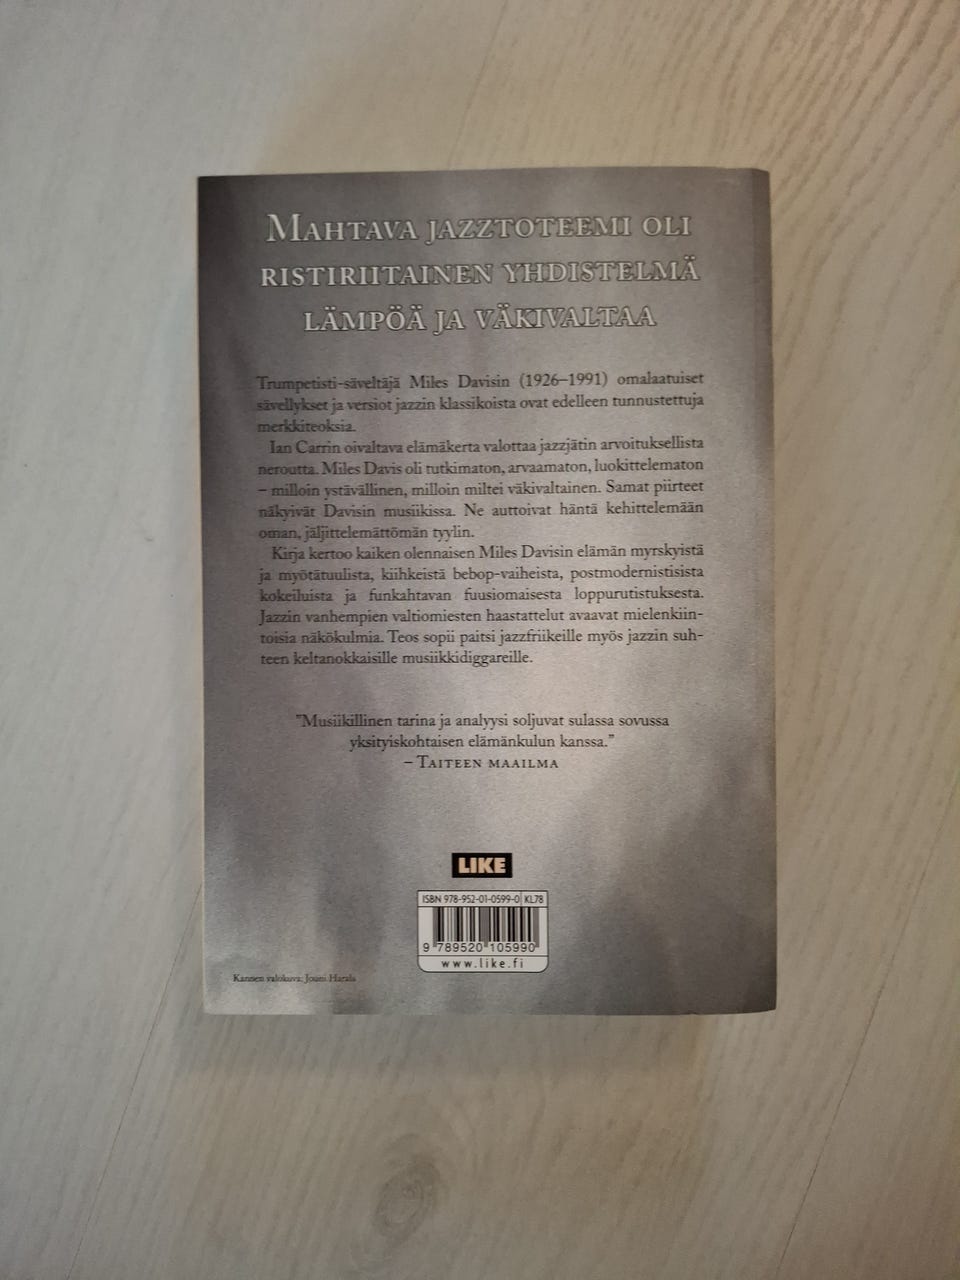 MAHTAVA JAZZTOTEEMI OLI
RISTIRIITAINEN YHDISTELMÄ
LÄMPÖÄ JA VÄKIVALTAA
Trumpetisti-säveltäjä Miles Davisin (1926–1991) omalaatuiset
sävellykset ja versiot jazzin klassikoista ovat edelleen tunnustettuja
merkkiteoksia.
Ian Carrin oivaltava elämäkerta valottaa jazzjätin arvoituksellista
neroutta. Miles Davis oli tutkimaton, arvaamaton, luokittelematon
– milloin ystävällinen, milloin miltei väkivaltainen. Samat piirteet
näkyivät Davisin musiikissa. Ne auttoivat häntä kehittelemään
oman, jäljittelemättömän tyylin.
Kirja kertoo kaiken olennaisen Miles Davisin elämän myrskyistä
ja myötätuulista, kiihkeistä bebop-vaiheista, postmodernistisista
kokeiluista ja funkahtavan fuusiomaisesta loppurutistuksesta.
Jazzin vanhempien valtiomiesten haastattelut avaavat mielenkiin-
toisia näkökulmia. Teos sopii paitsi jazzfriikeille myös jazzin suh-
teen keltanokkaisille musiikkidiggareille.
"Musiikillinen tarina ja analyysi soljuvat sulassa sovussa
yksityiskohtaisen elämänkulun kanssa."
– TAITEEN MAAILMA
LIKE
ISBN 978-952-01-0599-0 KL78
9 789520 105990
www.like.fi
Kannen valokuva: Jouni Harala